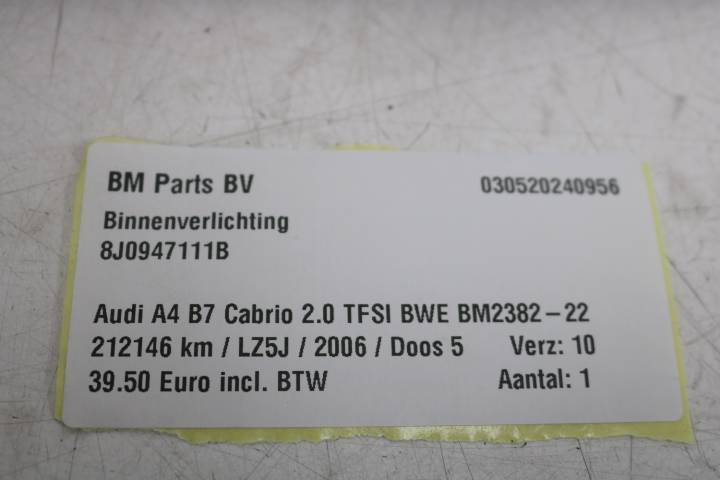 BM Parts BV 030520240956
Binnenverlichting
8J0947111B
Audi A4 B7 Cabrio 2.0 TFSI BWE BM2382-22
212146 km / LZ5J / 2006 / Doos 5 Verz: 10
39.50 Euro incl. BTW Aantal: 1